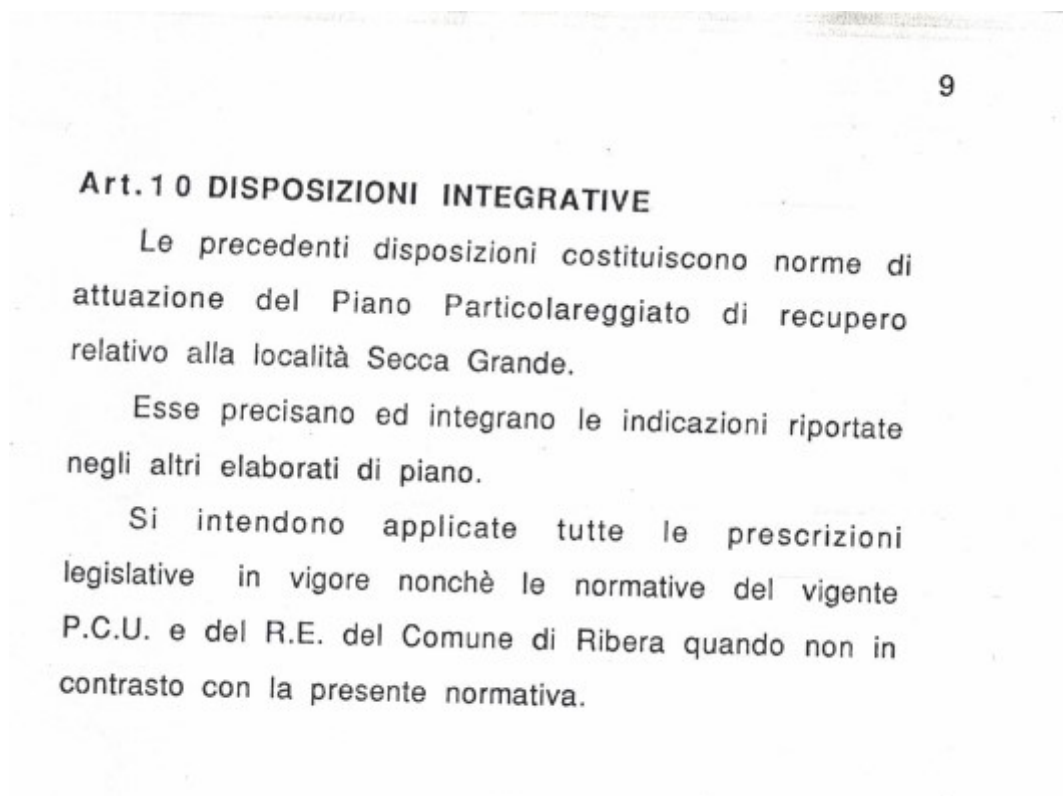 9
Art.10 DISPOSIZIONI INTEGRATIVE
Le precedenti disposizioni costituiscono norme di
attuazione del Piano Particolareggiato di recupero
relativo alla località Secca Grande.
Esse precisano ed integrano le indicazioni riportate
negli altri elaborati di piano.
Si intendono applicate tutte le prescrizioni
legislative in vigore nonchè le normative del vigente
P.C.U. e del R.E. del Comune di Ribera quando non in
contrasto con la presente normativa.